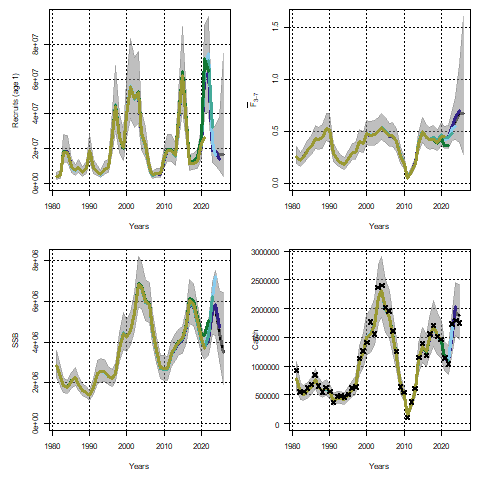 Recruits (age 1)
0e+00
2e+07
4e+07
6e+07
8e+07
1980
1990
2000
2010
2020
Years
F̅3-7
0.0
0.5
1.0
1.5
1980
1990
2000
2010
2020
Years
SSB
0e+00
2e+06
4e+06
6e+06
8e+06
1980
1990
2000
2010
2020
Years
Catch
0
500000
1000000
1500000
2000000
2500000
3000000
1980
1990
2000
2010
2020
Years